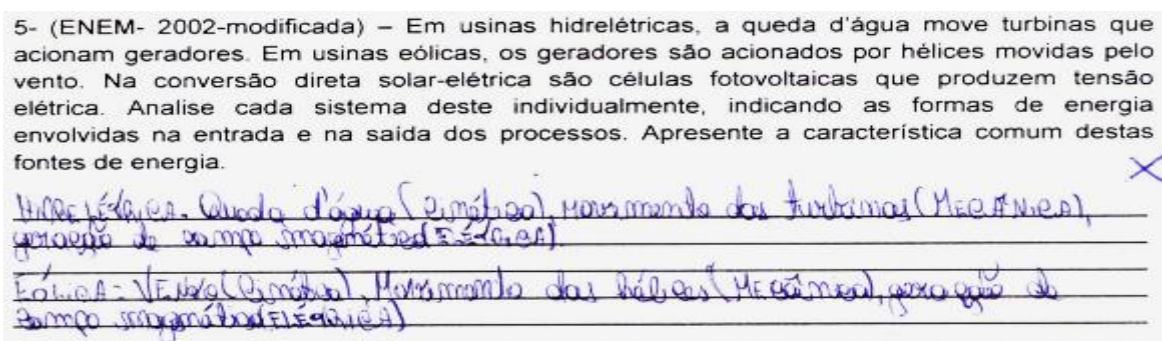 5- (ENEM- 2002-modificada) – Em usinas hidrelétricas, a queda d'água move turbinas que
acionam geradores. Em usinas eólicas, os geradores são acionados por hélices movidas pelo
vento. Na conversão direta solar-elétrica são células fotovoltaicas que produzem tensão
elétrica. Analise cada sistema deste individualmente, indicando as formas de energia
envolvidas na entrada e na saída dos processos. Apresente a característica comum destas
fontes de energia.
HIDRELÉTRICA. Queda d'água (Cinética), Movimento das turbinas (MECÂNICA),
geração de campo magnético (ELÉTRICA).
EÓLICA - VENTO (Cinética), Movimento das hélices (MECÂNICA), geração de
campo magnético (ELÉTRICA)